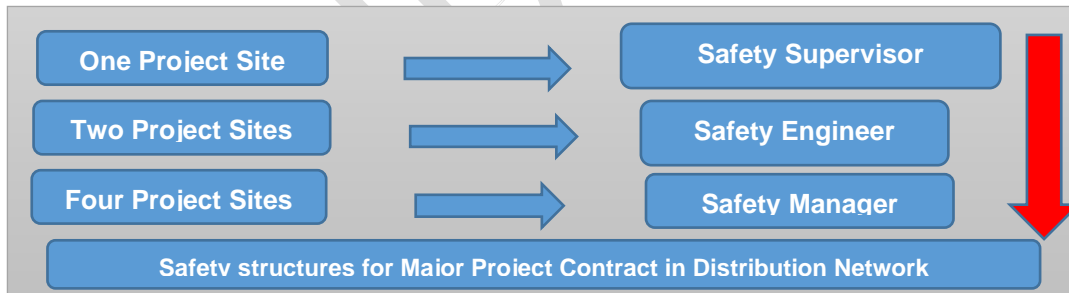 One Project Site
Safety Supervisor
Two Project Sites
Safety Engineer
Four Project Sites
Safety Manager
Safety structures for Major Project Contract in Distribution Network